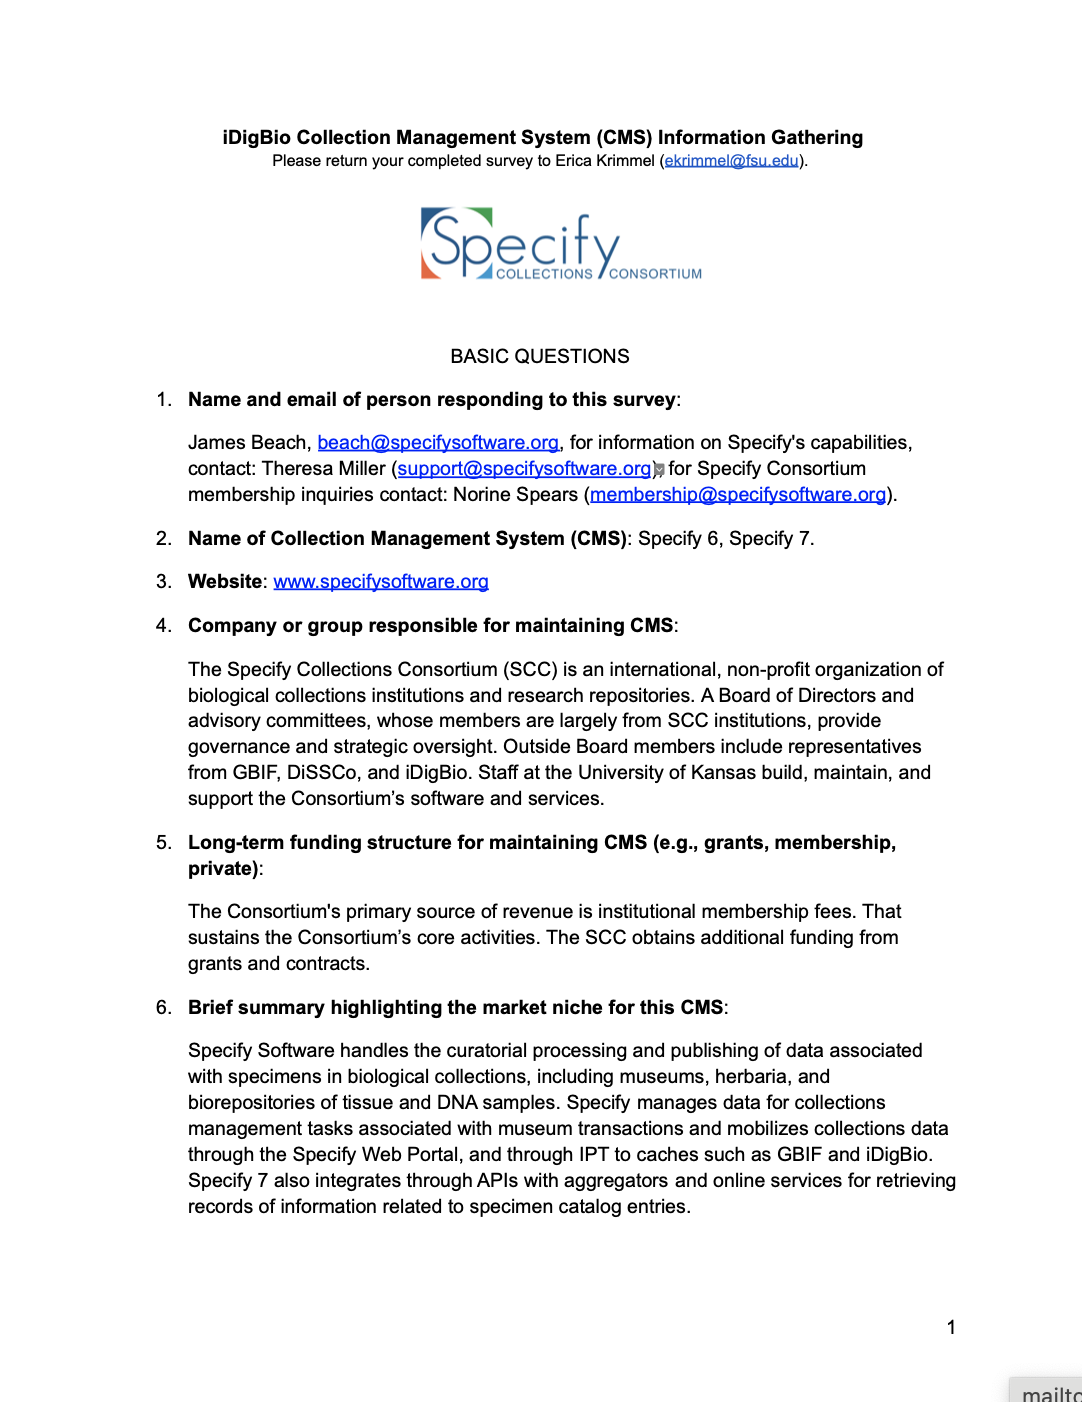 iDigBio Collection Management System (CMS) Information Gathering
Please return your completed survey to Erica Krimmel (ekrimmel@fsu.edu).
Specify
COLLECTIONS CONSORTIUM
BASIC QUESTIONS
1. Name and email of person responding to this survey:
James Beach, beach@specifysoftware.org, for information on Specify's capabilities,
contact: Theresa Miller (support@specifysoftware.org), for Specify Consortium
membership inquiries contact: Norine Spears (membership@specifysoftware.org).
2. Name of Collection Management System (CMS): Specify 6, Specify 7.
3. Website: www.specifysoftware.org
4. Company or group responsible for maintaining CMS:
The Specify Collections Consortium (SCC) is an international, non-profit organization of
biological collections institutions and research repositories. A Board of Directors and
advisory committees, whose members are largely from SCC institutions, provide
governance and strategic oversight. Outside Board members include representatives
from GBIF, DiSSCo, and iDigBio. Staff at the University of Kansas build, maintain, and
support the Consortium’s software and services.
5. Long-term funding structure for maintaining CMS (e.g., grants, membership,
private):
The Consortium's primary source of revenue is institutional membership fees. That
sustains the Consortium’s core activities. The SCC obtains additional funding from
grants and contracts.
6. Brief summary highlighting the market niche for this CMS:
Specify Software handles the curatorial processing and publishing of data associated
with specimens in biological collections, including museums, herbaria, and
biorepositories of tissue and DNA samples. Specify manages data for collections
management tasks associated with museum transactions and mobilizes collections data
through the Specify Web Portal, and through IPT to caches such as GBIF and iDigBio.
Specify 7 also integrates through APIs with aggregators and online services for retrieving
records of information related to specimen catalog entries.
1